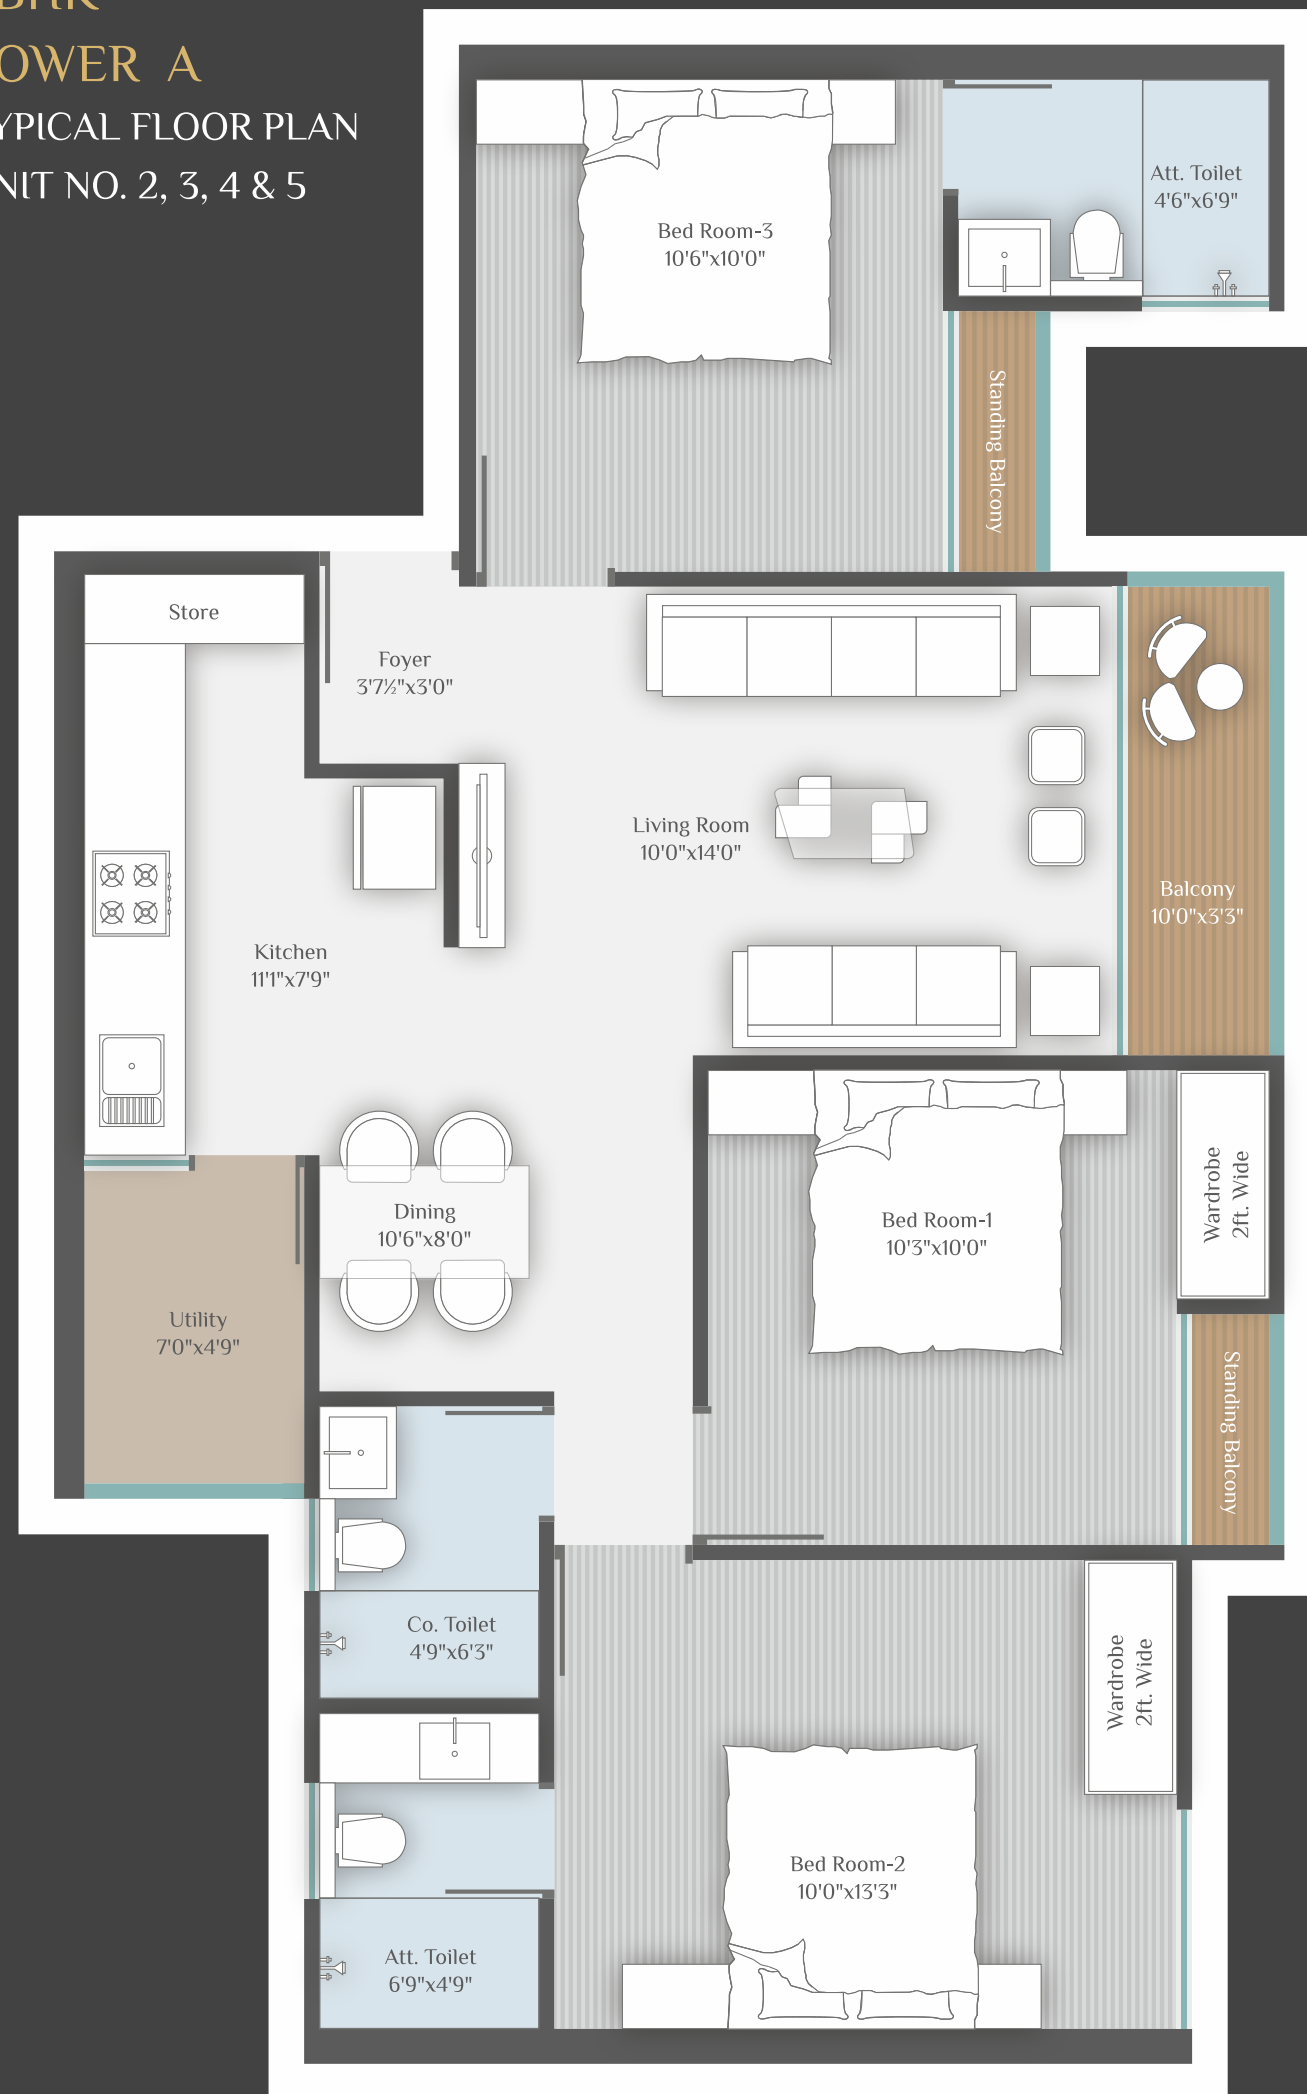 BHK
OWER A
YPICAL FLOOR PLAN
NIT NO. 2, 3, 4 & 5
Att. Toilet
4'6"x6'9"
Bed Room-3
10'6"x10'0"
Standing Balcony
Store
Foyer
3'7½"x3'0"
Living Room
10'0"x14'0"
Balcony
10'0"x3'3"
Kitchen
11'1"x7'9"
Wardrobe
2ft. Wide
Dining
10'6"x8'0"
Bed Room-1
10'3"x10'0"
Utility
7'0"x4'9"
Standing Balcony
Co. Toilet
4'9"x6'3"
Wardrobe
2ft. Wide
Bed Room-2
10'0"x13'3"
Att. Toilet
6'9"x4'9"